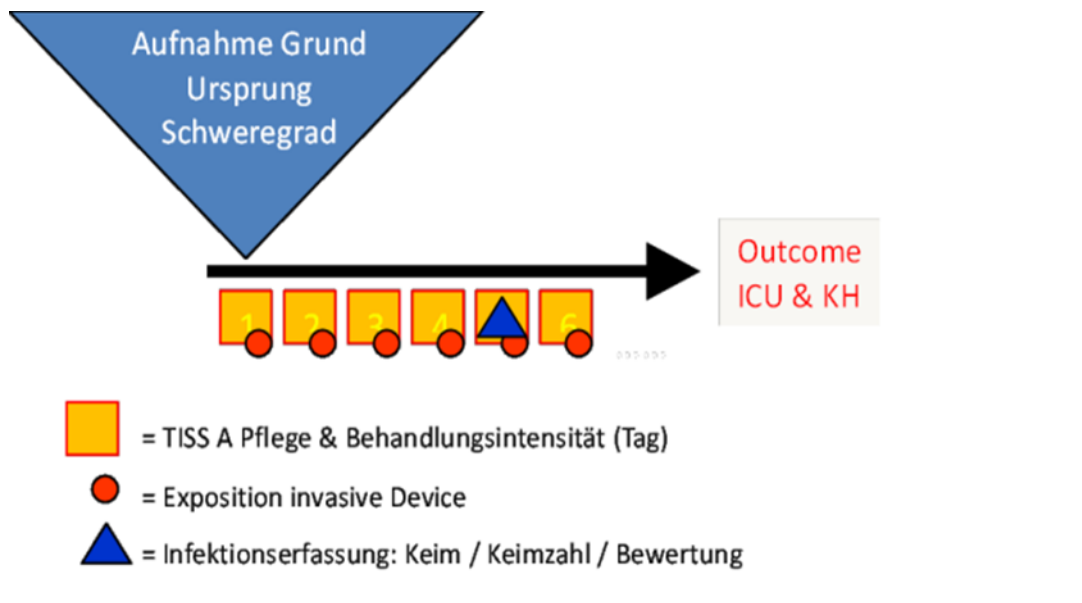 Aufnahme Grund
Ursprung
Schweregrad
Outcome
ICU & KH
1 2 3 4 6
= TISS A Pflege & Behandlungsintensität (Tag)
= Exposition invasive Device
= Infektionserfassung: Keim / Keimzahl / Bewertung